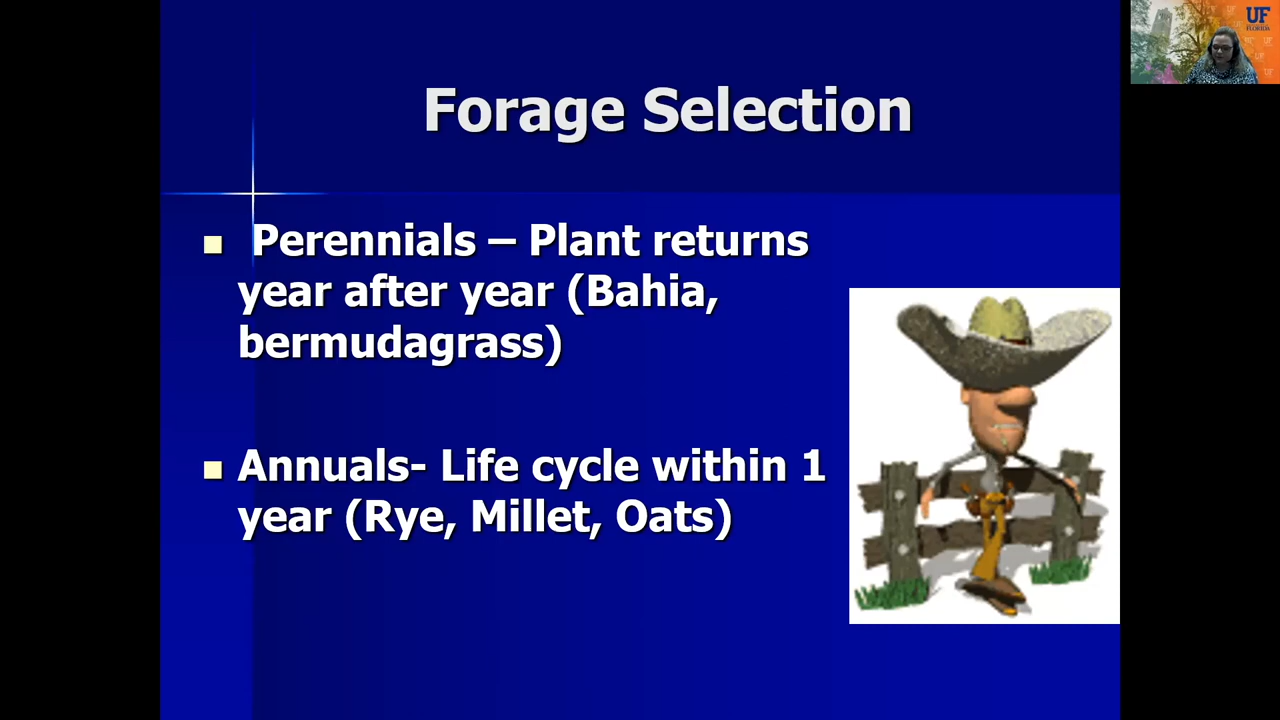 UF
FLORIDA
Forage Selection
Perennials – Plant returns
year after year (Bahia,
bermudagrass)
Annuals- Life cycle within 1
year (Rye, Millet, Oats)